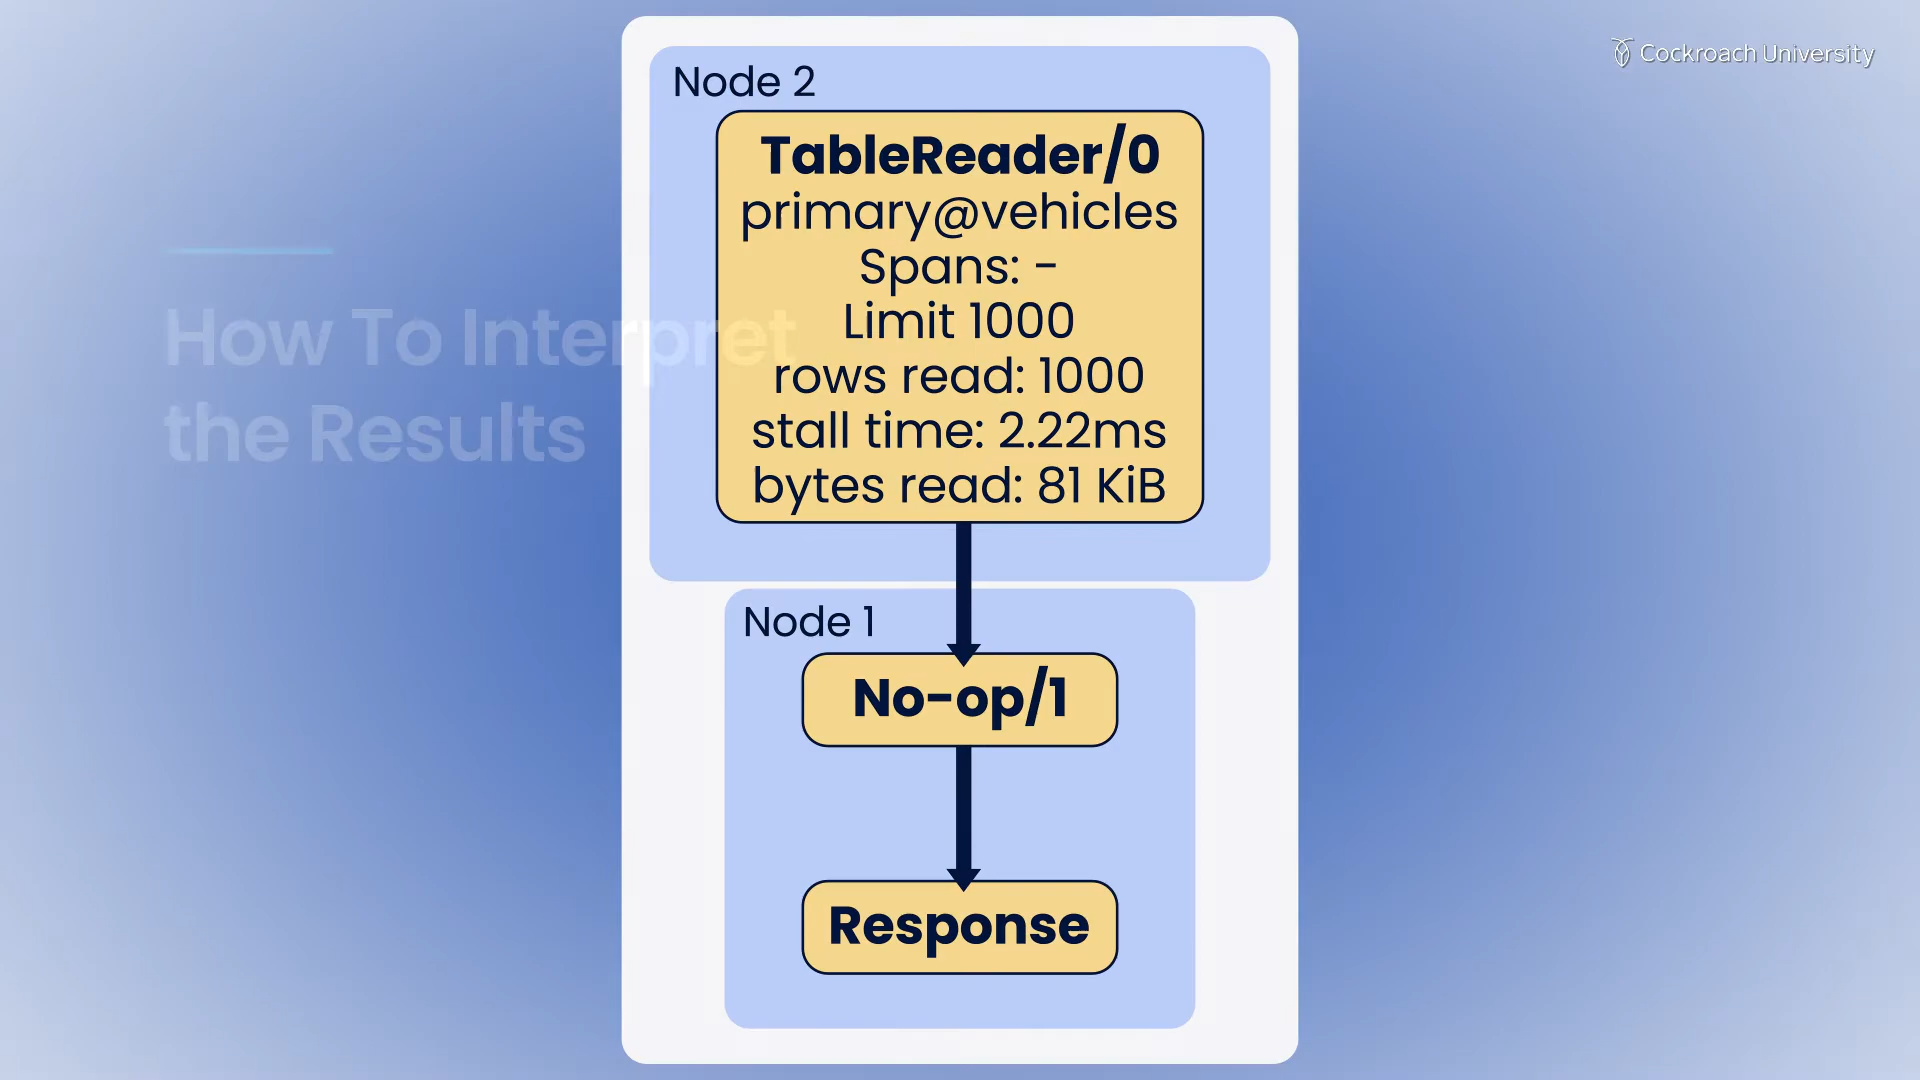 Cockroach University
How To Interpret
the Results
Node 2
TableReader/0
primary@vehicles
Spans: -
Limit 1000
rows read: 1000
stall time: 2.22ms
bytes read: 81 KiB
Node 1
No-op/1
Response